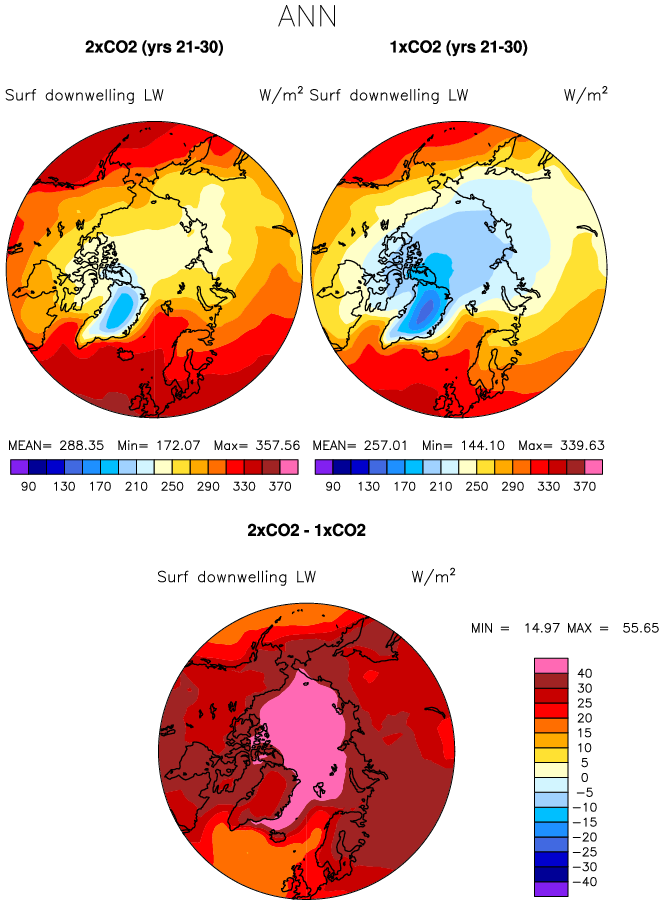 ANN
2xCO2 (yrs 21-30) 1xCO2 (yrs 21-30)
Surf downwelling LW W/m² Surf downwelling LW W/m²
MEAN= 288.35 Min= 172.07 Max= 357.56 MEAN= 257.01 Min= 144.10 Max= 339.63
90 130 170 210 250 290 330 370 90 130 170 210 250 290 330 370
2xCO2 - 1xCO2
Surf downwelling LW W/m²
MIN = 14.97 MAX = 55.65
40
30
25
20
15
10
5
0
−5
−10
−15
−20
−25
−30
−40